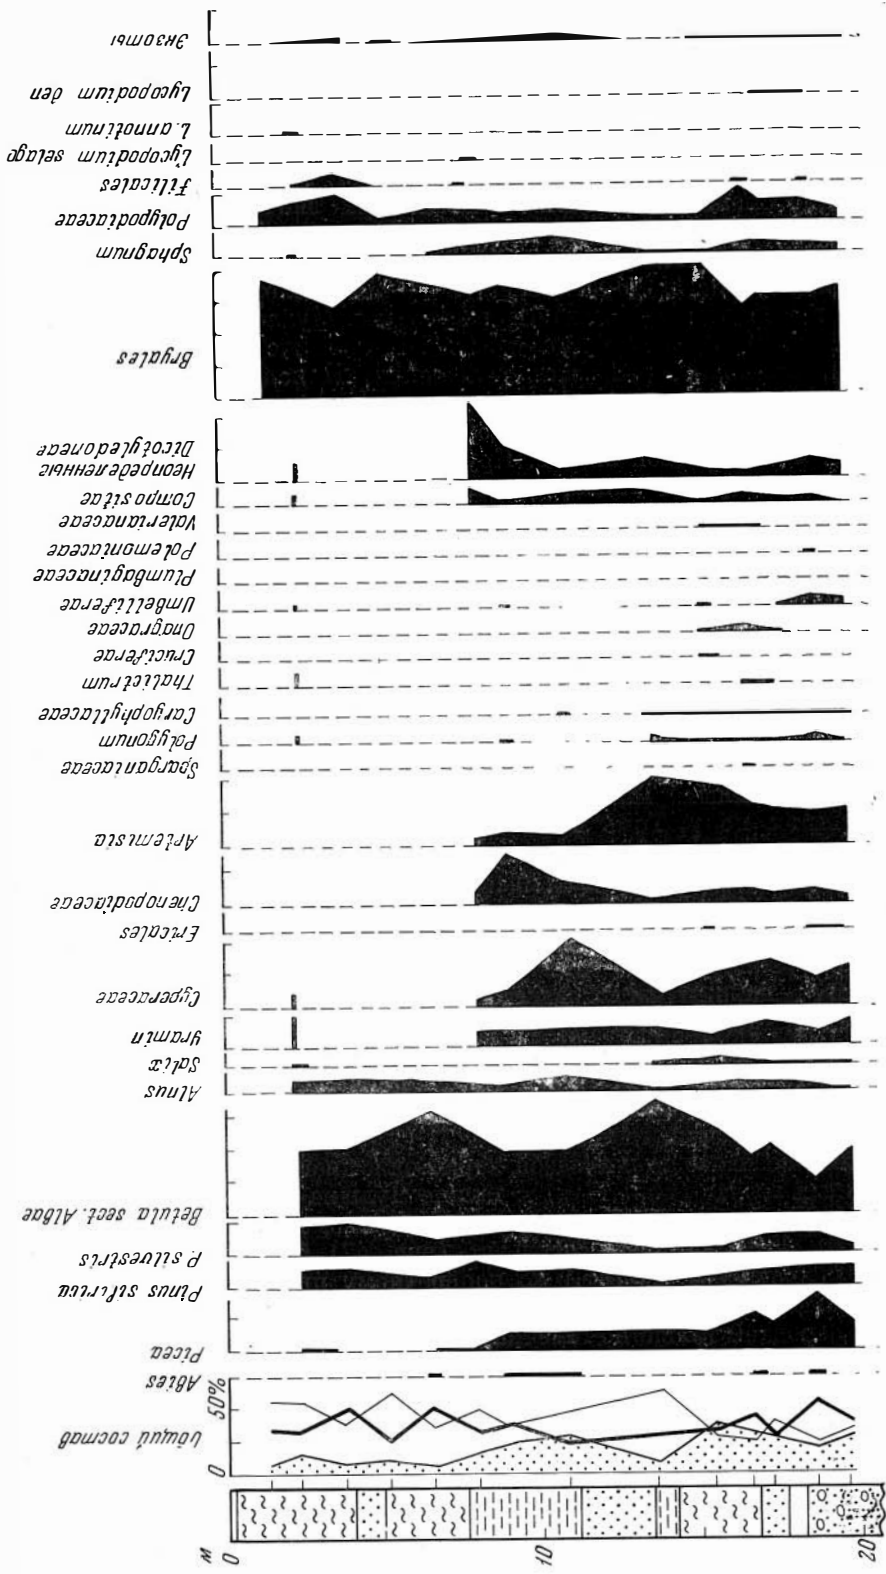 м
0
10
20
0
50%
Общий состав
Abies
Picea
Pinus sibirica
P. silvestris
Betula sect. Albae
Alnus
Salix
Gramin
Cyperaceae
Ericales
Chenopodiaceae
Artemisia
Sparganiaceae
Polygonum
Caryophyllaceae
Thalictrum
Cruciferae
Onagraceae
Umbelliferae
Plumbaginaceae
Polemoniaceae
Valerianaceae
Compositae
Неопределенные
Dicotyledoneae
Bryales
Sphagnum
Polypodiaceae
Filicales
Lycopodium selago
L. annotinum
Lycopodium den
Экзоты